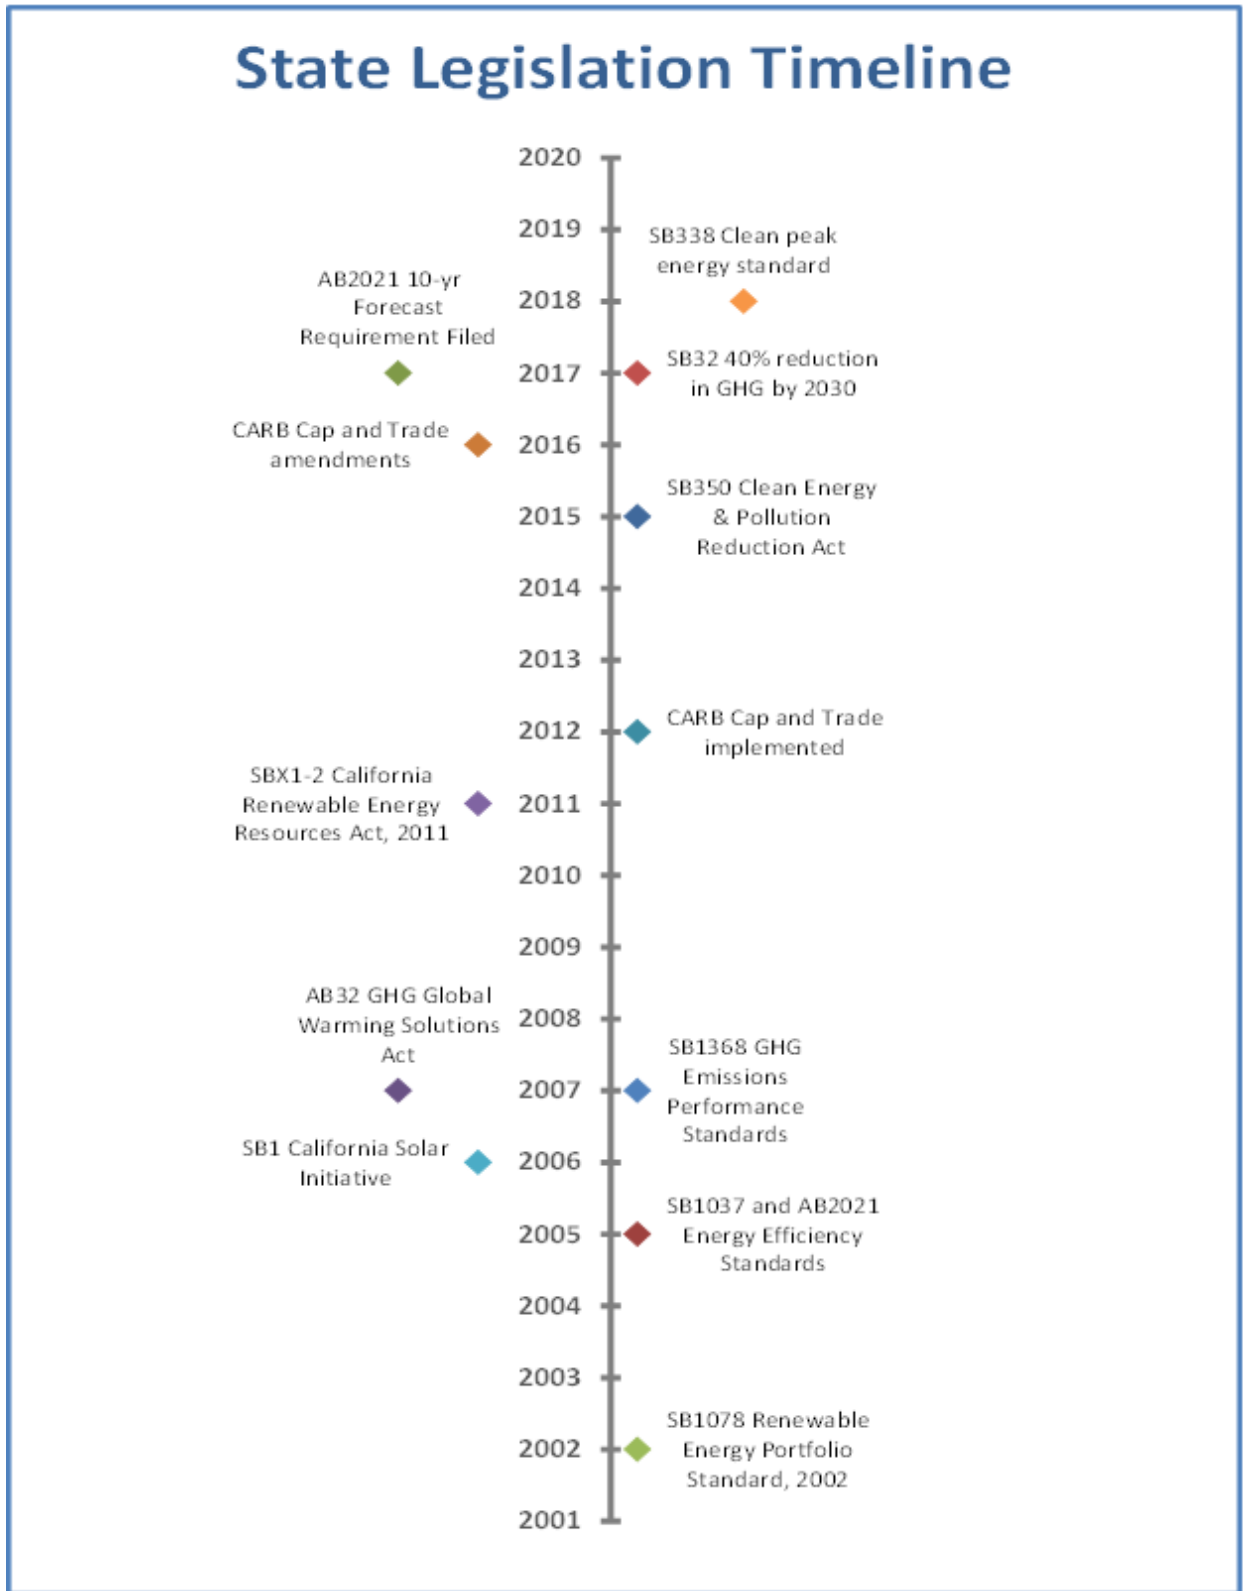 State Legislation Timeline
2020
2019
SB338 Clean peak
energy standard
AB2021 10-yr
Forecast
Requirement Filed
2018
2017
SB32 40% reduction
in GHG by 2030
CARB Cap and Trade
amendments
2016
SB350 Clean Energy
& Pollution
Reduction Act
2015
2014
2013
2012
CARB Cap and Trade
implemented
SBX1-2 California
Renewable Energy
Resources Act, 2011
2011
2010
2009
AB32 GHG Global
Warming Solutions
Act
2008
SB1368 GHG
Emissions
Performance
Standards
2007
SB1 California Solar
Initiative
2006
SB1037 and AB2021
Energy Efficiency
Standards
2005
2004
2003
SB1078 Renewable
Energy Portfolio
Standard, 2002
2002
2001